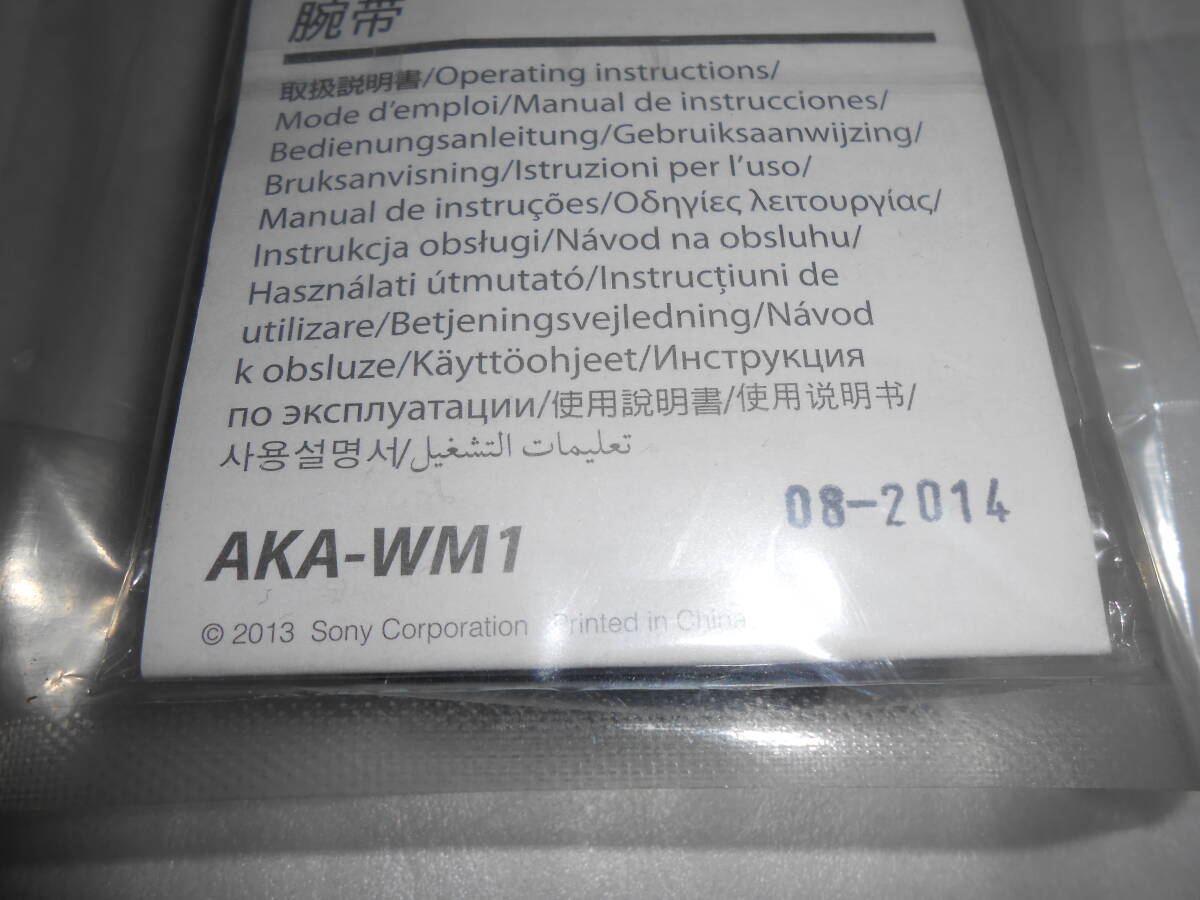 腕带
取扱説明書/Operating instructions/
Mode d’emploi/Manual de instrucciones/
Bedienungsanleitung/Gebruiksaanwijzing/
Bruksanvisning/Istruzioni per l’uso/
Manual de instruções/Οδηγίες λειτουργίας/
Instrukcja obsługi/Návod na obsluhu/
Használati útmutató/Instrucţiuni de
utilizare/Betjeningsvejledning/Návod
k obsluze/Käyttöohjeet/Инструкция
по эксплуатации/使用說明書/使用说明书/
사용설명서/تعليمات التشغيل
08-2014
AKA-WM1
© 2013 Sony Corporation Printed in China